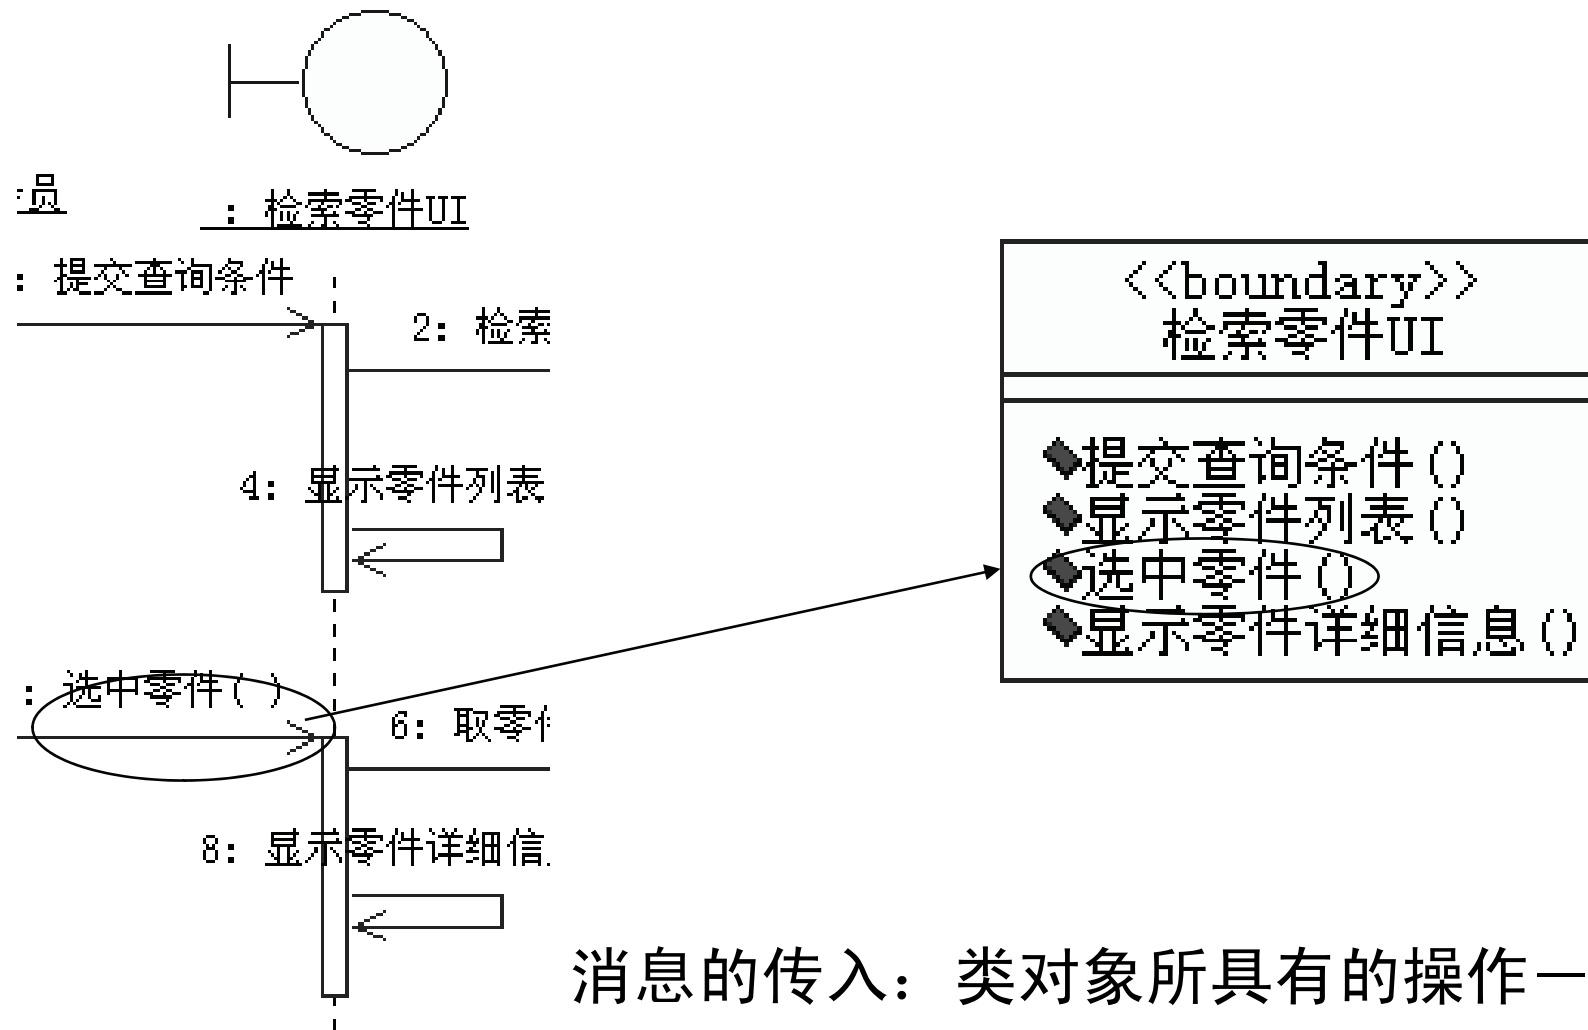 员
: 检索零件UI
: 提交查询条件
2: 检索
4: 显示零件列表
: 选中零件()
6: 取零件
8: 显示零件详细信
<<boundary>>
检索零件UI
提交查询条件()
显示零件列表()
选中零件()
显示零件详细信息()
消息的传入：类对象所具有的操作一